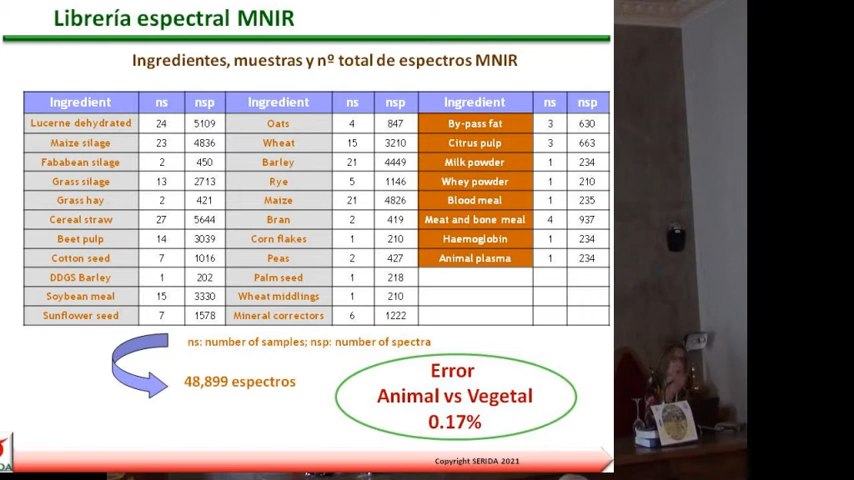 Librería espectral MNIR
Ingredientes, muestras y nº total de espectros MNIR
Ingredient ns nsp Ingredient ns nsp Ingredient ns nsp
Lucerne dehydrated 24 5109 Oats 4 847 By-pass fat 3 630
Maize silage 23 4836 Wheat 15 3210 Citrus pulp 3 663
Fababean silage 2 450 Barley 21 4449 Milk powder 1 234
Grass silage 13 2713 Rye 5 1146 Whey powder 1 210
Grass hay 2 421 Maize 21 4826 Blood meal 1 235
Cereal straw 27 5644 Bran 2 419 Meat and bone meal 4 937
Beet pulp 14 3039 Corn flakes 1 210 Haemoglobin 1 234
Cotton seed 7 1016 Peas 2 427 Animal plasma 1 234
DDGS Barley 1 202 Palm seed 1 218
Soybean meal 15 3330 Wheat middlings 1 210
Sunflower seed 7 1578 Mineral correctors 6 1222
ns: number of samples; nsp: number of spectra
48,899 espectros
Error
Animal vs Vegetal
0.17%
Copyright SERIDA 2021